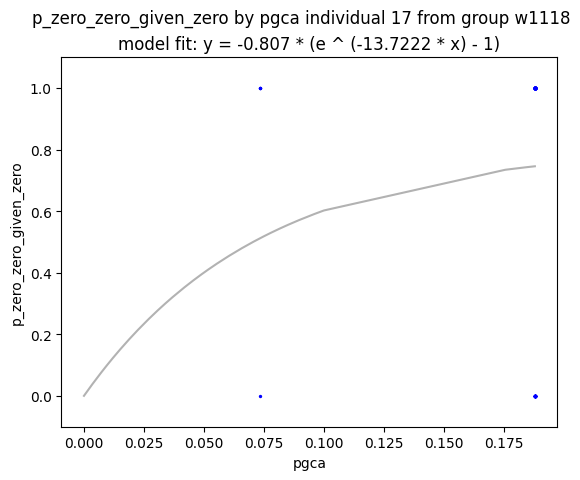 p_zero_zero_given_zero by pgca individual 17 from group w1118
model fit: y = -0.807 * (e ^ (-13.7222 * x) - 1)
1.0
0.8
0.6
0.4
0.2
0.0
p_zero_zero_given_zero
0.000 0.025 0.050 0.075 0.100 0.125 0.150 0.175
pgca